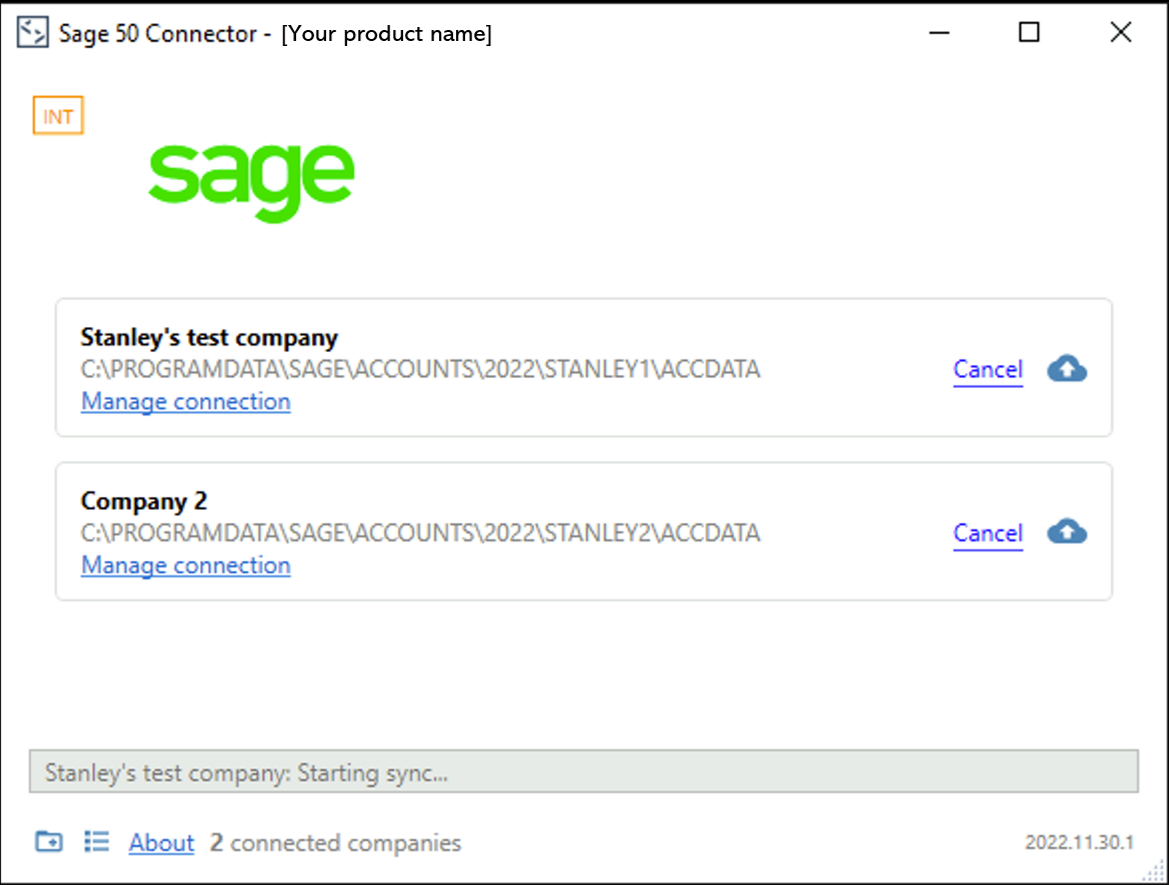 Sage 50 Connector - [Your product name]
INT
sage
Stanley's test company
C:\PROGRAMDATA\SAGE\ACCOUNTS\2022\STANLEY1\ACCDATA
Cancel
Manage connection
Company 2
C:\PROGRAMDATA\SAGE\ACCOUNTS\2022\STANLEY2\ACCDATA
Cancel
Manage connection
Stanley's test company: Starting sync...
About 2 connected companies 2022.11.30.1